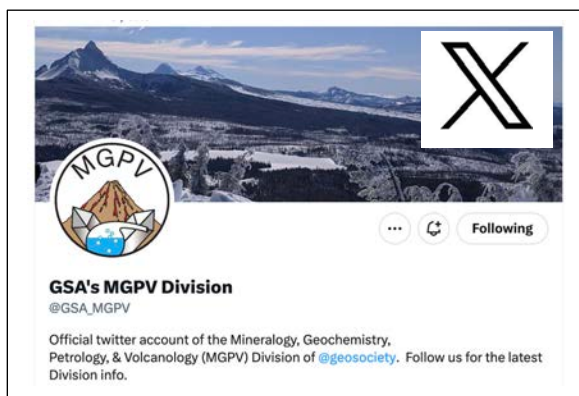 MGPV
Following
GSA's MGPV Division
@GSA_MGPV
Official twitter account of the Mineralogy, Geochemistry,
Petrology, & Volcanology (MGPV) Division of @geosociety. Follow us for the latest
Division info.